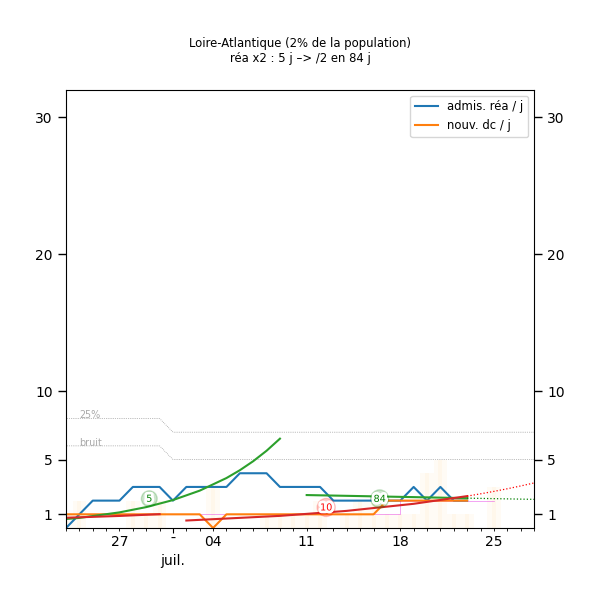 Loire-Atlantique (2% de la population)
réa x2 : 5 j –> /2 en 84 j
admis. réa / j
nouv. dc / j
30 30
20 20
10 10
25%
bruit
5 5
5 84
10
1 1
27 - 04 11 18 25
juil.